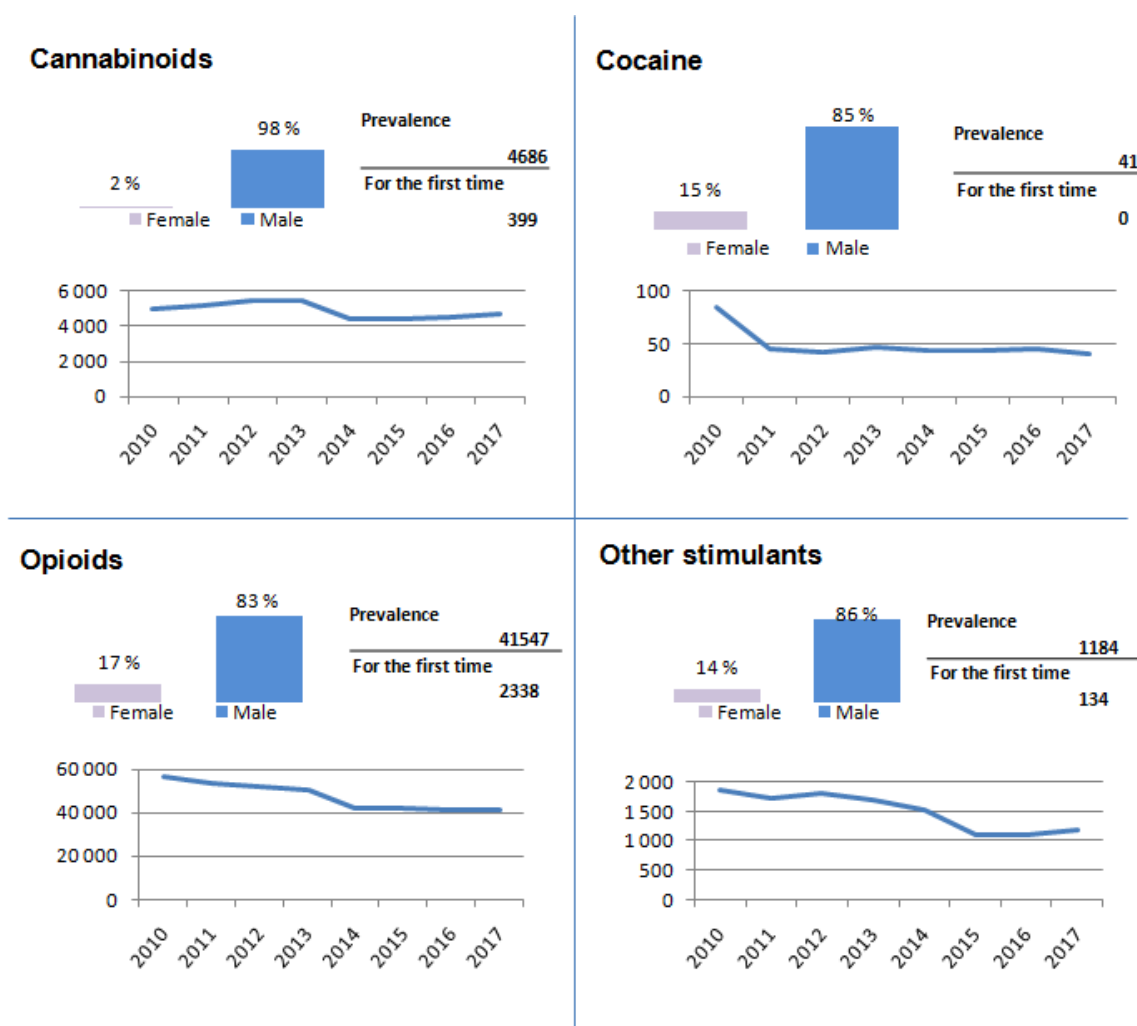 Cannabinoids
98 %
2 %
Female Male
Prevalence
4686
For the first time
399
6 000
4 000
2 000
0
2010 2011 2012 2013 2014 2015 2016 2017
Cocaine
85 %
15 %
Female Male
Prevalence
41
For the first time
0
100
50
0
2010 2011 2012 2013 2014 2015 2016 2017
Opioids
83 %
17 %
Female Male
Prevalence
41547
For the first time
2338
60 000
40 000
20 000
0
2010 2011 2012 2013 2014 2015 2016 2017
Other stimulants
86 %
14 %
Female Male
Prevalence
1184
For the first time
134
2 000
1 500
1 000
500
0
2010 2011 2012 2013 2014 2015 2016 2017